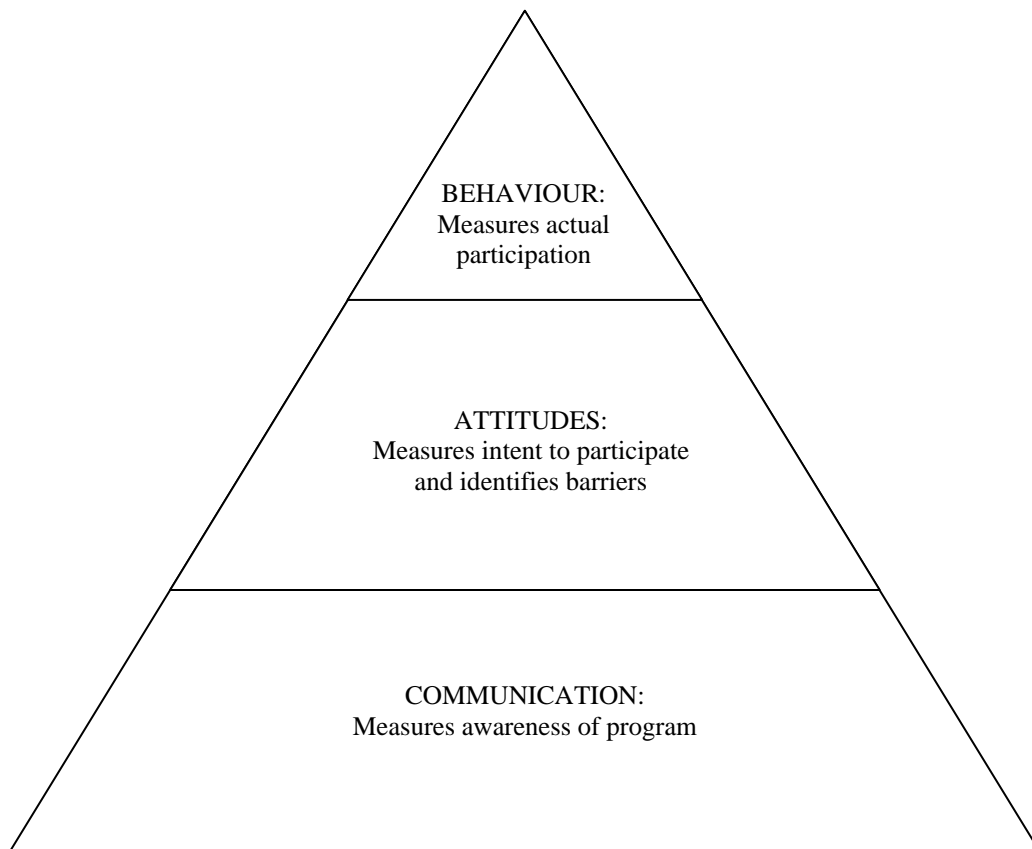 BEHAVIOUR:
Measures actual
participation
ATTITUDES:
Measures intent to participate
and identifies barriers
COMMUNICATION:
Measures awareness of program